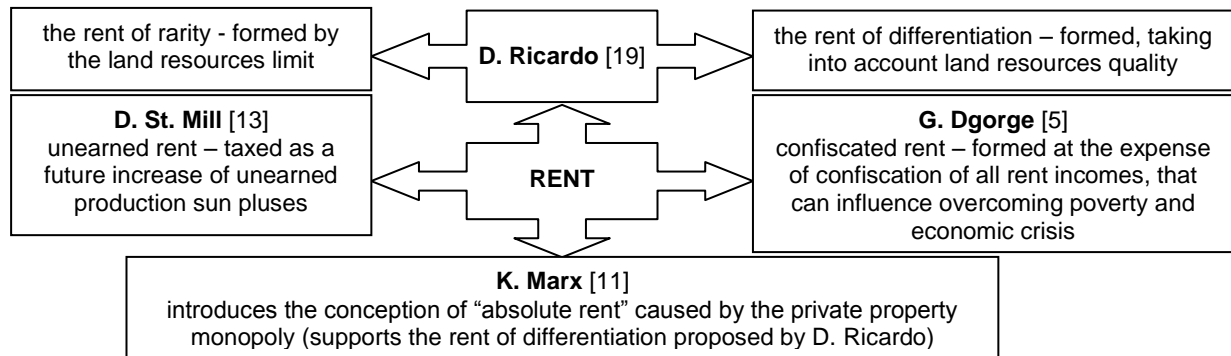 the rent of rarity - formed by
the land resources limit
D. Ricardo [19]
the rent of differentiation – formed, taking
into account land resources quality
D. St. Mill [13]
unearned rent – taxed as a
future increase of unearned
production sun pluses
RENT
G. Dgorge [5]
confiscated rent – formed at the expense
of confiscation of all rent incomes, that
can influence overcoming poverty and
economic crisis
K. Marx [11]
introduces the conception of “absolute rent” caused by the private property
monopoly (supports the rent of differentiation proposed by D. Ricardo)